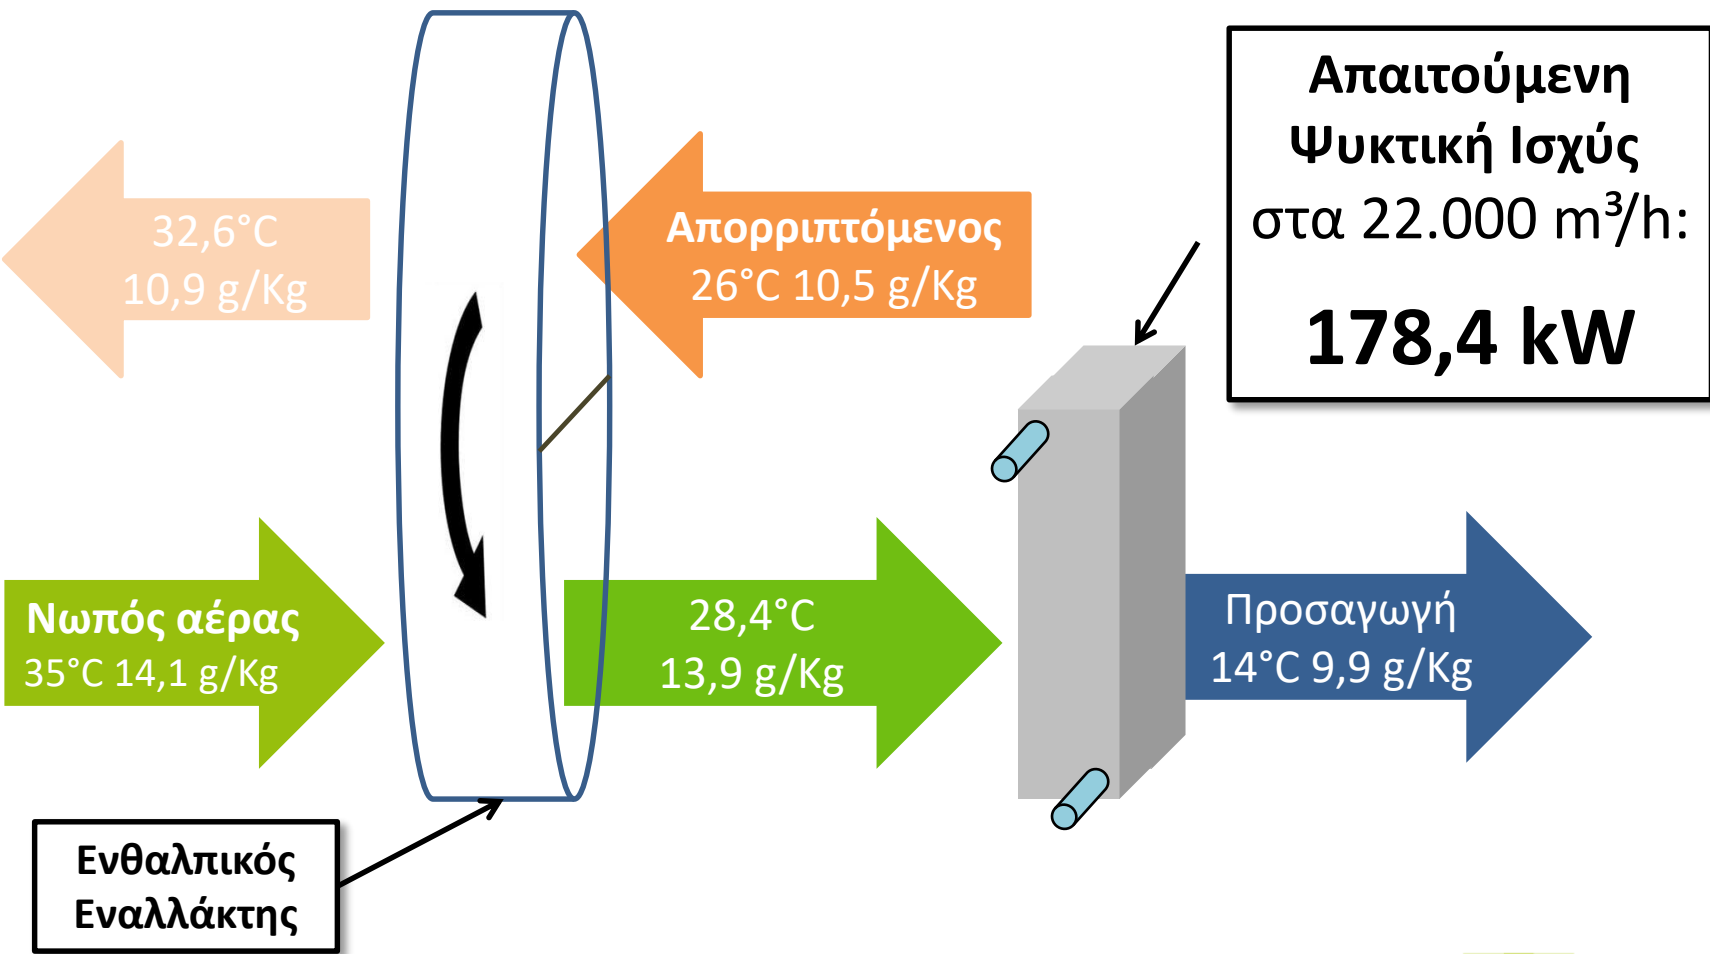 Απαιτούμενη
Ψυκτική Ισχύς
στα 22.000 m³/h:
178,4 kW
32,6°C
10,9 g/Kg
Απορριπτόμενος
26°C 10,5 g/Kg
Νωπός αέρας
35°C 14,1 g/Kg
28,4°C
13,9 g/Kg
Προσαγωγή
14°C 9,9 g/Kg
Ενθαλπικός
Εναλλάκτης